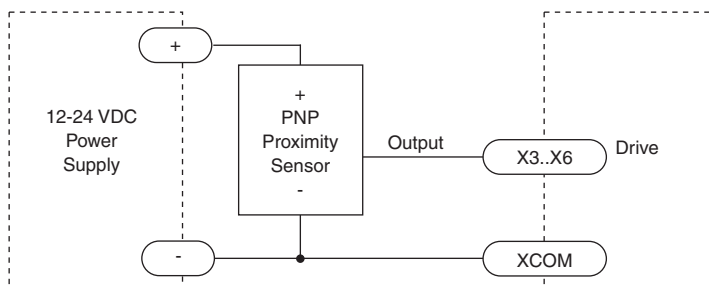 +
12-24 VDC
Power
Supply
+
PNP
Proximity
Sensor
-
Output
X3..X6
Drive
-
XCOM